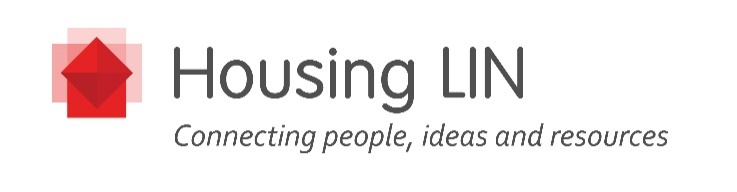 Housing LIN
Connecting people, ideas and resources